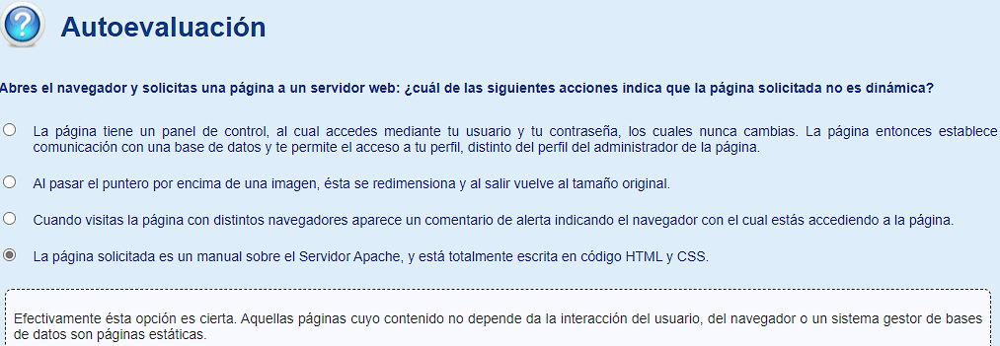 ?
Autoevaluación
Abres el navegador y solicitas una página a un servidor web: ¿cuál de las siguientes acciones indica que la página solicitada no es dinámica?
La página tiene un panel de control, al cual accedes mediante tu usuario y tu contraseña, los cuales nunca cambias. La página entonces establece
comunicación con una base de datos y te permite el acceso a tu perfil, distinto del perfil del administrador de la página.
Al pasar el puntero por encima de una imagen, ésta se redimensiona y al salir vuelve al tamaño original.
Cuando visitas la página con distintos navegadores aparece un comentario de alerta indicando el navegador con el cual estás accediendo a la página.
La página solicitada es un manual sobre el Servidor Apache, y está totalmente escrita en código HTML y CSS.
Efectivamente ésta opción es cierta. Aquellas páginas cuyo contenido no depende da la interacción del usuario, del navegador o un sistema gestor de bases
de datos son páginas estáticas.